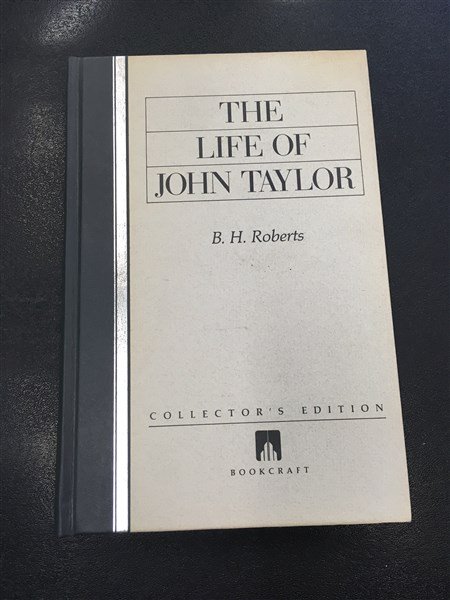 THE
LIFE OF
JOHN TAYLOR
B. H. Roberts
COLLECTOR'S EDITION
BOOKCRAFT